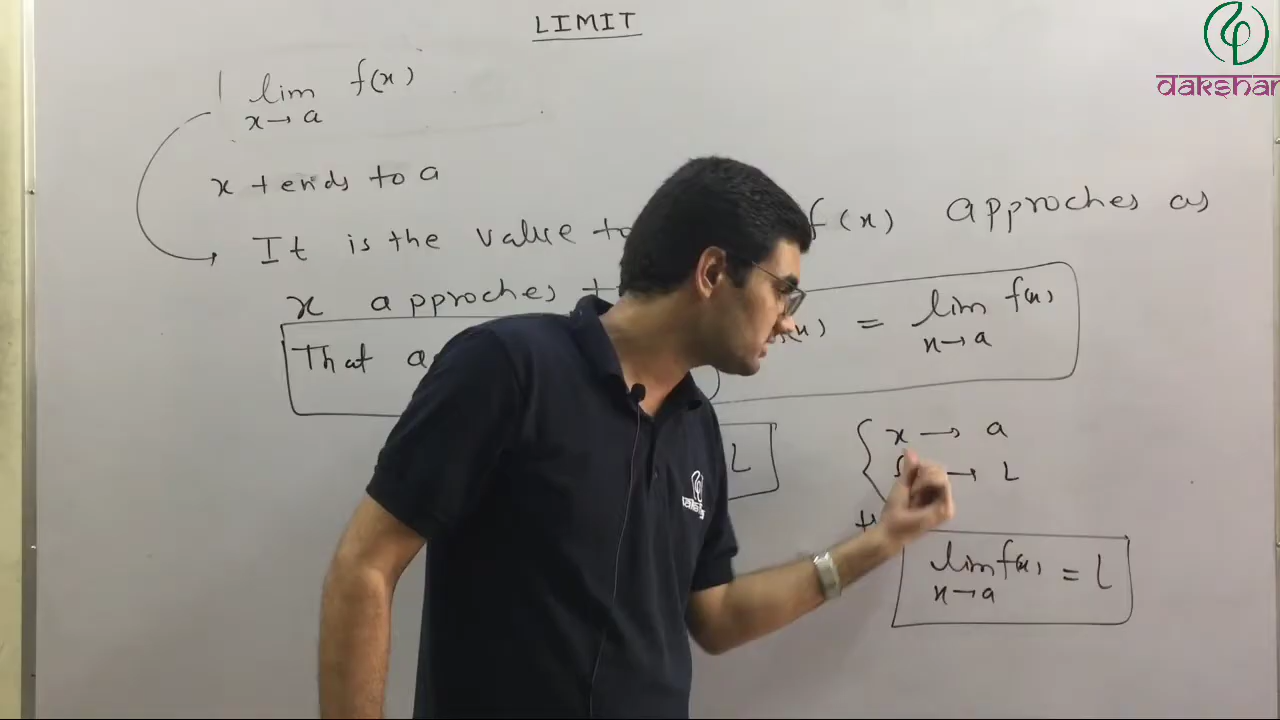 LIMIT
dakshar
lim f(x)
x→a
x tends to a
It is the value to f(x) approches as
x approches
That = lim f(x)
x→a
L
x → a
→ L
lim f(x) = L
x→a